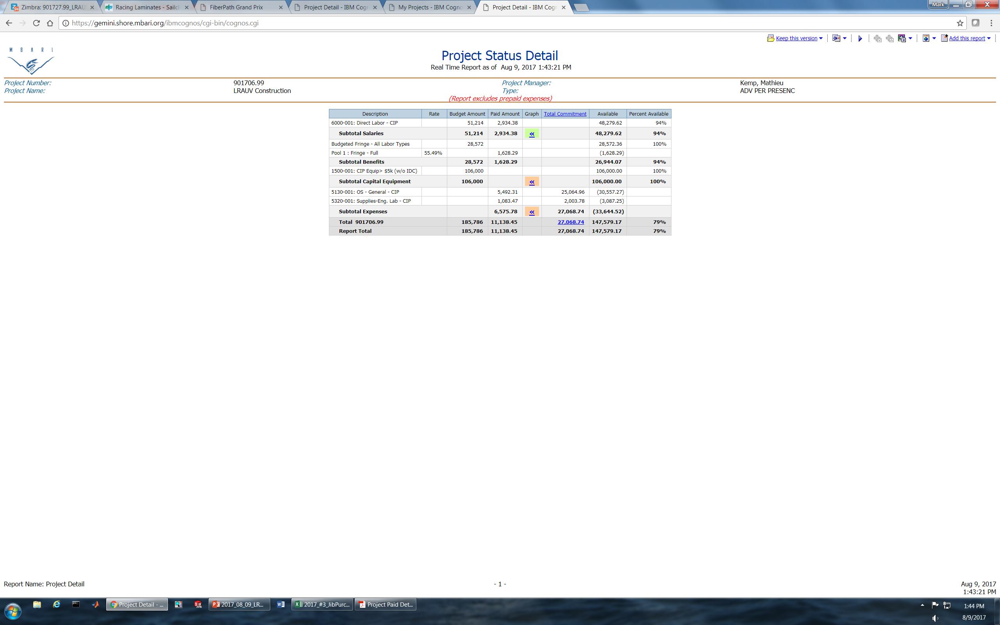 Zimbra: 901727.99_LRAU
Racing Laminates - Sailcl
FiberPath Grand Prix
Project Detail - IBM Cogn
My Projects - IBM Cogno
Project Detail - IBM Cogn
Mark
https://gemini.shore.mbari.org/ibmcognos/cgi-bin/cognos.cgi
Keep this version
Add this report
M B A R I
Project Status Detail
Real Time Report as of Aug 9, 2017 1:43:21 PM
Project Number: 901706.99 Project Manager: Kemp, Mathieu
Project Name: LRAUV Construction Type: ADV PER PRESENC
(Report excludes prepaid expenses)
Description Rate Budget Amount Paid Amount Graph Total Commitment Available Percent Available
6000-001: Direct Labor - CIP 51,214 2,934.38 48,279.62 94%
Subtotal Salaries 51,214 2,934.38 « 48,279.62 94%
Budgeted Fringe - All Labor Types 28,572 28,572.36 100%
Pool 1 : Fringe - Full 55.49% 1,628.29 (1,628.29)
Subtotal Benefits 28,572 1,628.29 26,944.07 94%
1500-001: CIP Equip> $5k (w/o IDC) 106,000 106,000.00 100%
Subtotal Capital Equipment 106,000 « 106,000.00 100%
5130-001: OS - General - CIP 5,492.31 25,064.96 (30,557.27)
5320-001: Supplies-Eng. Lab - CIP 1,083.47 2,003.78 (3,087.25)
Subtotal Expenses 6,575.78 « 27,068.74 (33,644.52)
Total 901706.99 185,786 11,138.45 27,068.74 147,579.17 79%
Report Total 185,786 11,138.45 27,068.74 147,579.17 79%
Report Name: Project Detail - 1 - Aug 9, 2017
1:43:21 PM
Project Detail - ...
2017_08_09_LR...
2017_#3_JibPurc...
Project Paid Det...
1:44 PM
8/9/2017